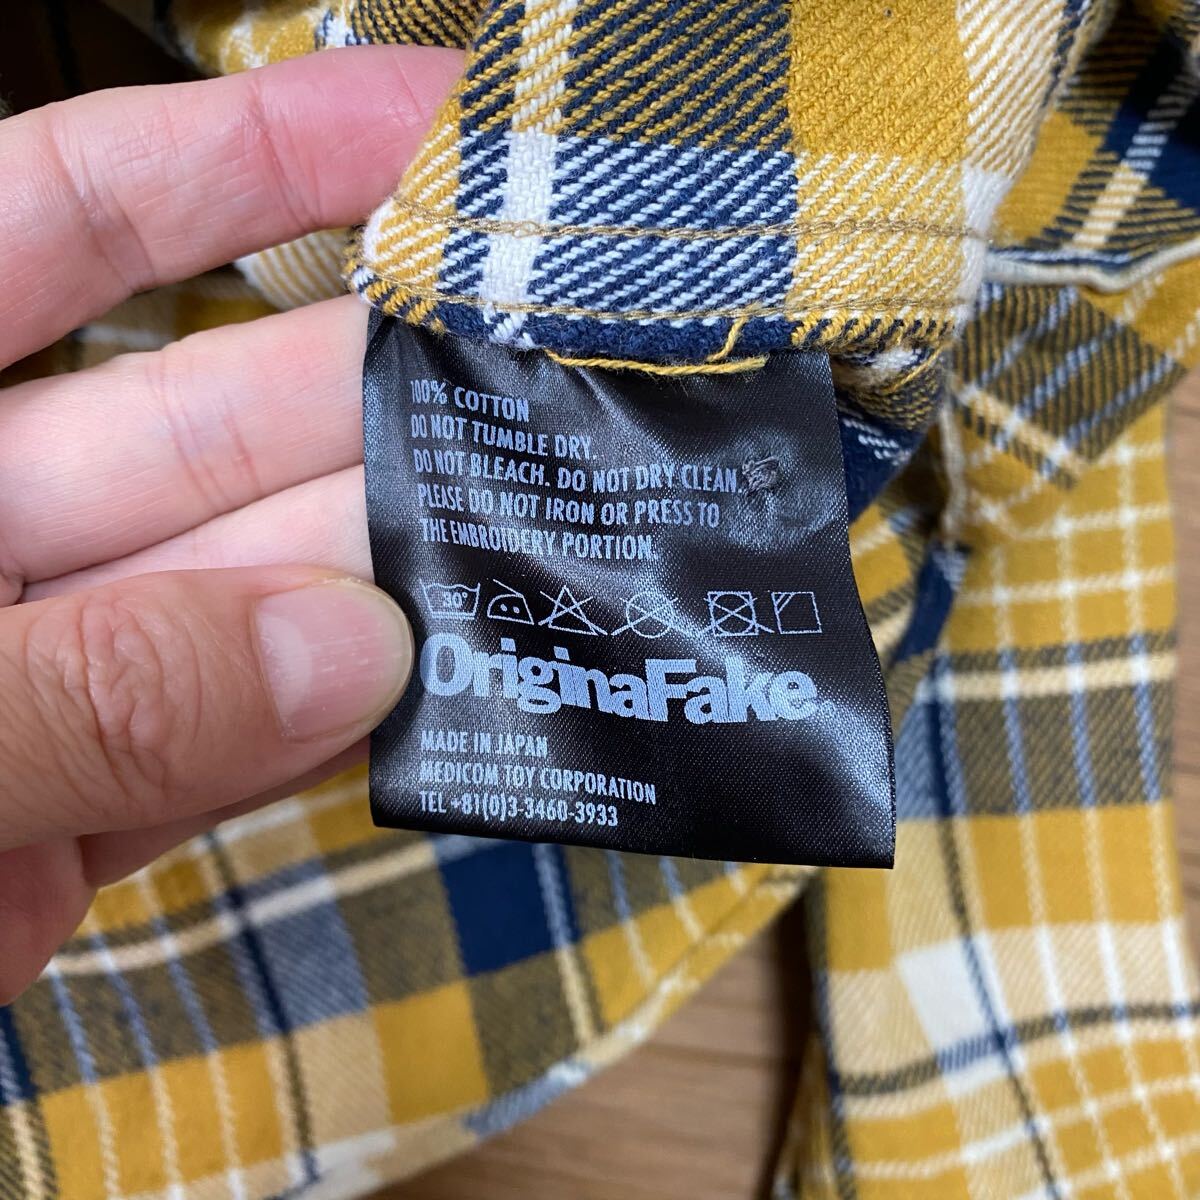 100% COTTON
DO NOT TUMBLE DRY.
DO NOT BLEACH. DO NOT DRY CLEAN.
PLEASE DO NOT IRON OR PRESS TO
THE EMBROIDERY PORTION.
30°
OriginalFake®
MADE IN JAPAN
MEDICOM TOY CORPORATION
TEL +81(0)3-3460-3933